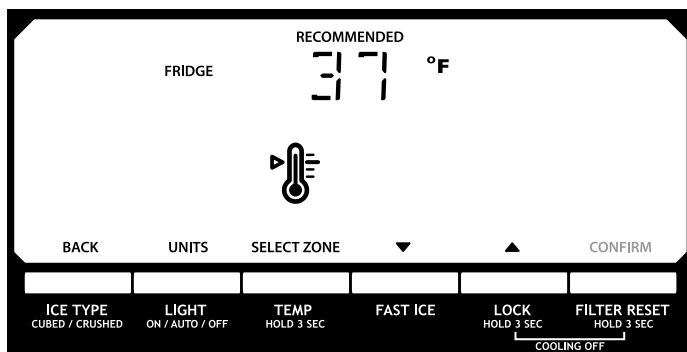 RECOMMENDED
FRIDGE 37 °F
BACK UNITS SELECT ZONE ▼ ▲ CONFIRM
ICE TYPE LIGHT TEMP FAST ICE LOCK FILTER RESET
CUBED / CRUSHED ON / AUTO / OFF HOLD 3 SEC HOLD 3 SEC HOLD 3 SEC
COOLING OFF